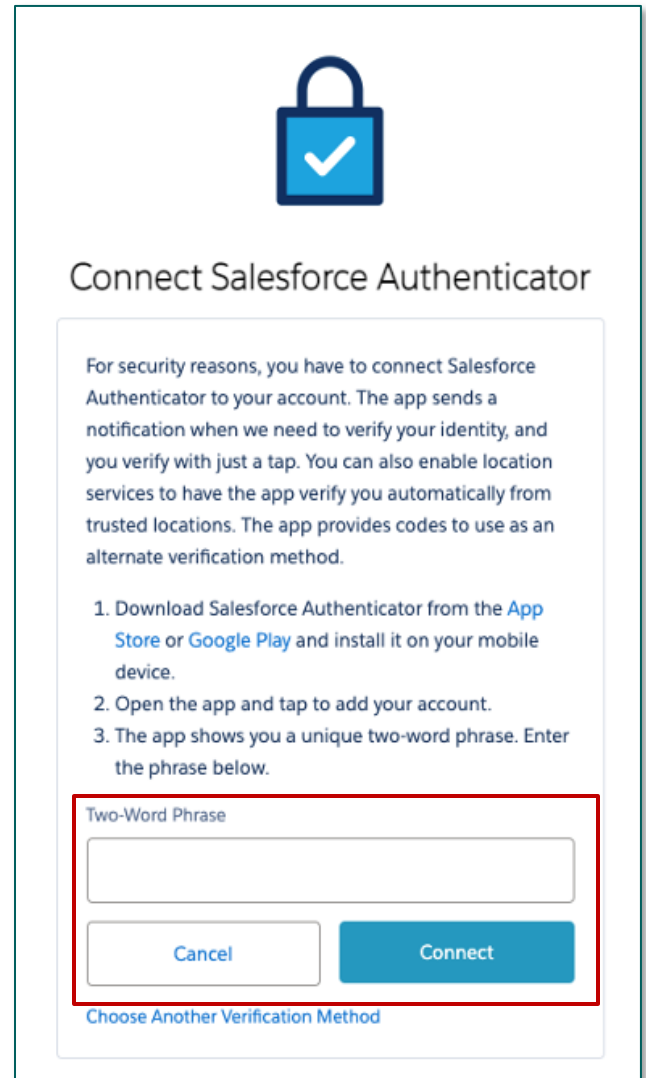 Connect Salesforce Authenticator
For security reasons, you have to connect Salesforce
Authenticator to your account. The app sends a
notification when we need to verify your identity, and
you verify with just a tap. You can also enable location
services to have the app verify you automatically from
trusted locations. The app provides codes to use as an
alternate verification method.
1. Download Salesforce Authenticator from the App
Store or Google Play and install it on your mobile
device.
2. Open the app and tap to add your account.
3. The app shows you a unique two-word phrase. Enter
the phrase below.
Two-Word Phrase
Cancel Connect
Choose Another Verification Method